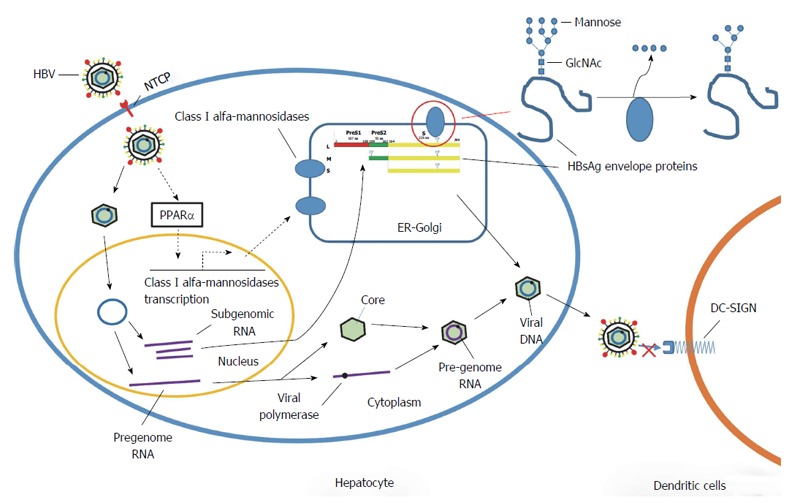 Mannose
GlcNAc
HBV
NTCP
Class I alfa-mannosidases
PreS1
PreS2
S
L
M
S
HBsAg envelope proteins
PPARα
ER-Golgi
Class I alfa-mannosidases
transcription
Subgenomic
RNA
Core
Viral
DNA
DC-SIGN
Nucleus
Pre-genome
RNA
Viral
polymerase
Cytoplasm
Pregenome
RNA
Hepatocyte
Dendritic cells